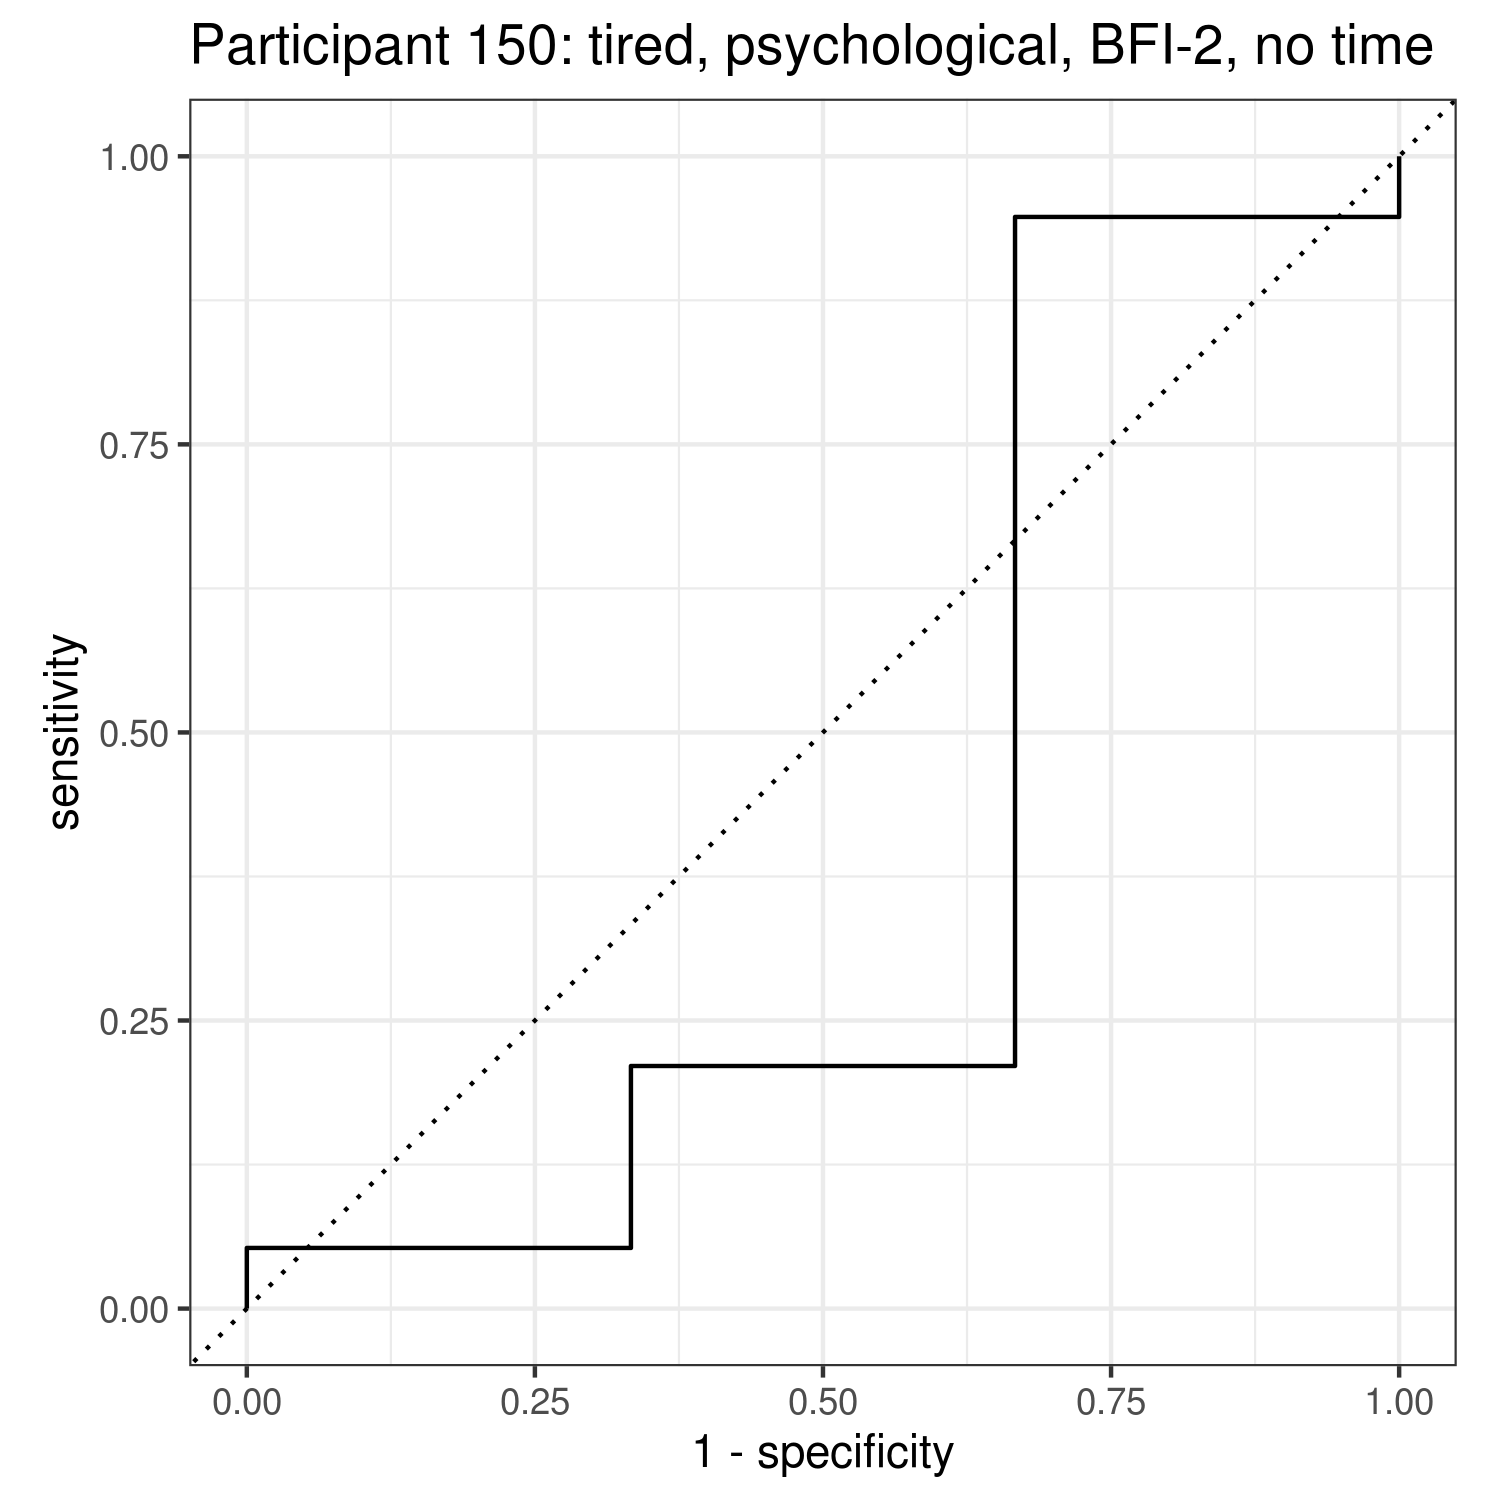 Participant 150: tired, psychological, BFI-2, no time
1.00
0.75
0.50
0.25
0.00
sensitivity
0.00 0.25 0.50 0.75 1.00
1 - specificity